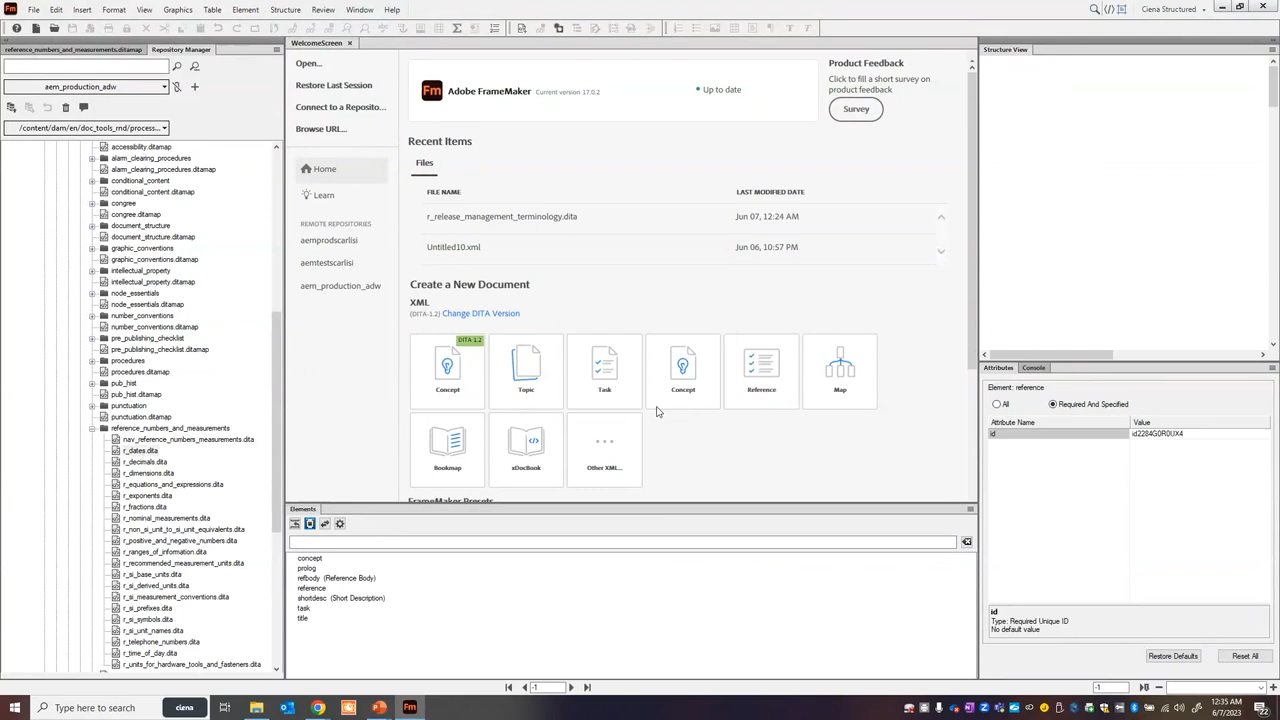 File Edit Insert Format View Graphics Table Element Structure Review Window Help
Ciena Structured
reference_numbers_and_measurements.ditamap
Repository Manager
aem_production_adw
/content/dam/en/doc_tools_rnd/process...
accessibility.ditamap
alarm_clearing_procedures
alarm_clearing_procedures.ditamap
conditional_content
conditional_content.ditamap
congree
congree.ditamap
document_structure
document_structure.ditamap
graphic_conventions
graphic_conventions.ditamap
intellectual_property
intellectual_property.ditamap
node_essentials
node_essentials.ditamap
number_conventions
number_conventions.ditamap
pre_publishing_checklist
pre_publishing_checklist.ditamap
procedures
procedures.ditamap
pub_hist
pub_hist.ditamap
punctuation
punctuation.ditamap
reference_numbers_and_measurements
nav_reference_numbers_measurements.dita
r_dates.dita
r_decimals.dita
r_dimensions.dita
r_equations_and_expressions.dita
r_exponents.dita
r_fractions.dita
r_nominal_measurements.dita
r_non_si_unit_to_si_unit_equivalents.dita
r_positive_and_negative_numbers.dita
r_ranges_of_information.dita
r_recommended_measurement_units.dita
r_si_base_units.dita
r_si_derived_units.dita
r_si_measurement_conventions.dita
r_si_prefixes.dita
r_si_symbols.dita
r_si_unit_names.dita
r_telephone_numbers.dita
r_time_of_day.dita
r_units_for_hardware_tools_and_fasteners.dita
WelcomeScreen
Open...
Restore Last Session
Connect to a Reposito...
Browse URL...
Home
Learn
REMOTE REPOSITORIES
aemprodscarlisi
aemtestscarlisi
aem_production_adw
Fm Adobe FrameMaker Current version 17.0.2 Up to date
Product Feedback
Click to fill a short survey on
product feedback
Survey
Recent Items
Files
FILE NAME LAST MODIFIED DATE
r_release_management_terminology.dita Jun 07, 12:24 AM
Untitled10.xml Jun 06, 10:57 PM
Create a New Document
XML
(DITA-1.2) Change DITA Version
DITA 1.2
Concept Topic Task Concept Reference Map
Bookmap xDocBook Other XML...
FrameMaker Presets
Elements
concept
prolog
refbody (Reference Body)
reference
shortdesc (Short Description)
task
title
Structure View
Attributes Console
Element: reference
All Required And Specified
Attribute Name Value
id id2284G0R0UX4
id
Type: Required Unique ID
No default value
Restore Defaults Reset All
-1
-1
Type here to search
ciena
12:35 AM
6/7/2023
22